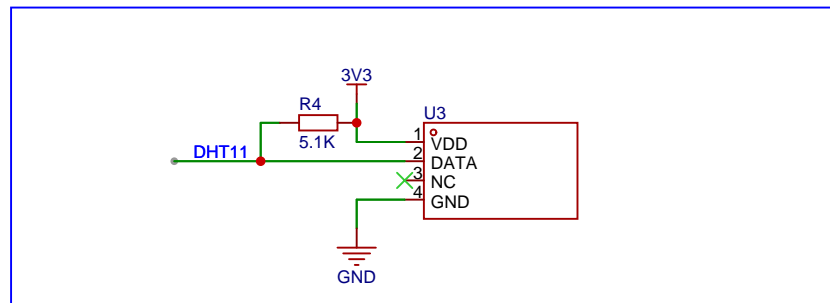 3V3
R4
U3
5.1K
1
VDD
DHT11
2
DATA
3
NC
4
GND
GND